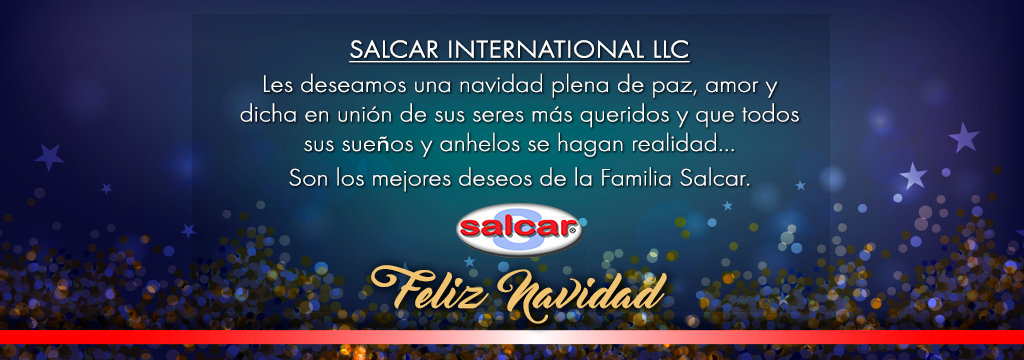 SALCAR INTERNATIONAL LLC
Les deseamos una navidad plena de paz, amor y
dicha en unión de sus seres más queridos y que todos
sus sueños y anhelos se hagan realidad...
Son los mejores deseos de la Familia Salcar.
salcar®
Feliz Navidad